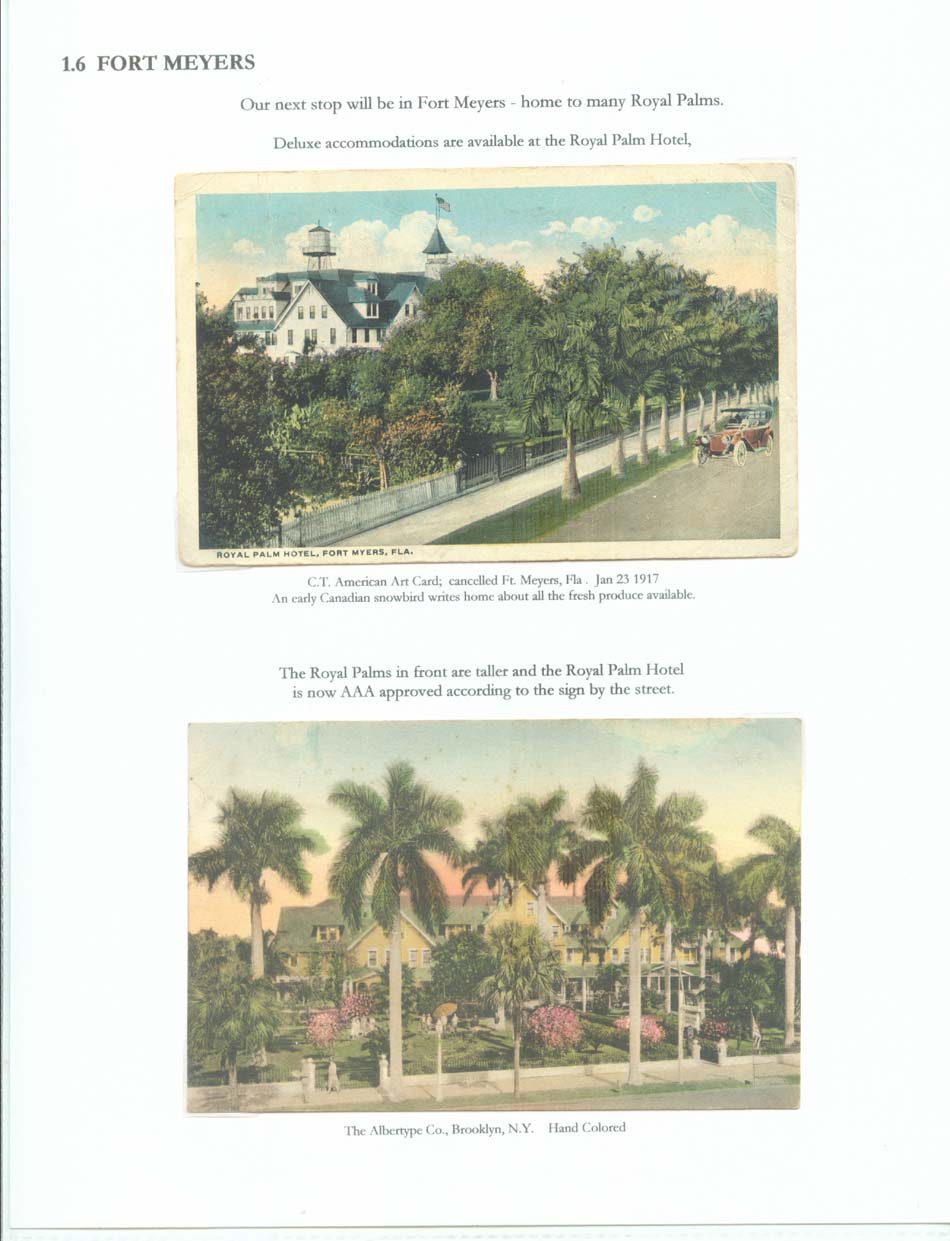 1.6 FORT MEYERS
Our next stop will be in Fort Meyers - home to many Royal Palms.
Deluxe accommodations are available at the Royal Palm Hotel,
ROYAL PALM HOTEL, FORT MYERS, FLA.
C.T. American Art Card; cancelled Ft. Meyers, Fla . Jan 23 1917
An early Canadian snowbird writes home about all the fresh produce available.
The Royal Palms in front are taller and the Royal Palm Hotel
is now AAA approved according to the sign by the street.
The Albertype Co., Brooklyn, N.Y. Hand Colored